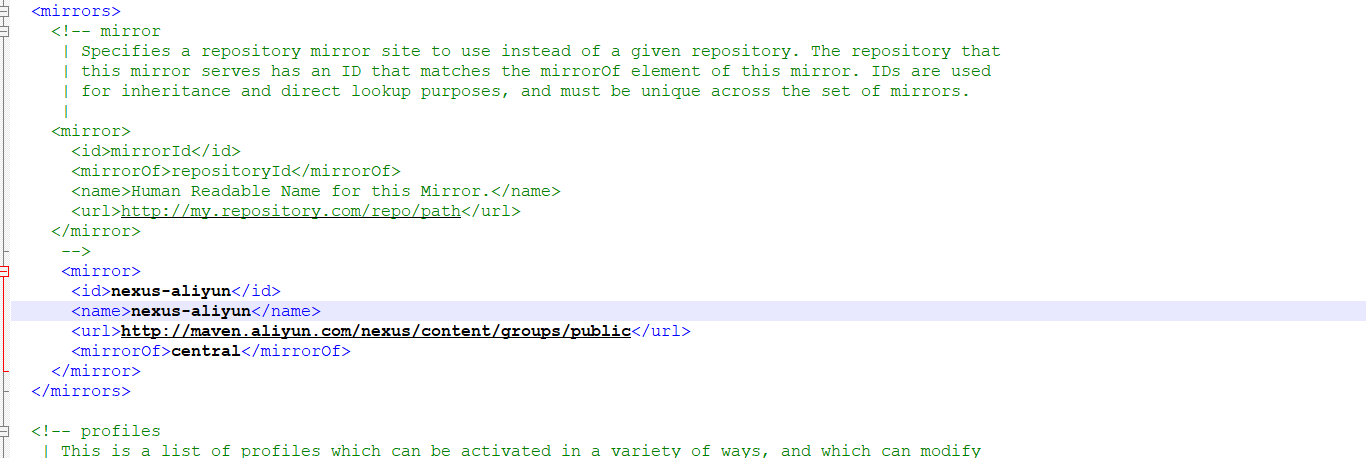 <mirrors>
<!-- mirror
| Specifies a repository mirror site to use instead of a given repository. The repository that
| this mirror serves has an ID that matches the mirrorOf element of this mirror. IDs are used
| for inheritance and direct lookup purposes, and must be unique across the set of mirrors.
|
<mirror>
<id>mirrorId</id>
<mirrorOf>repositoryId</mirrorOf>
<name>Human Readable Name for this Mirror.</name>
<url>http://my.repository.com/repo/path</url>
</mirror>
-->
<mirror>
<id>nexus-aliyun</id>
<name>nexus-aliyun</name>
<url>http://maven.aliyun.com/nexus/content/groups/public</url>
<mirrorOf>central</mirrorOf>
</mirror>
</mirrors>
<!-- profiles
| This is a list of profiles which can be activated in a variety of ways, and which can modify